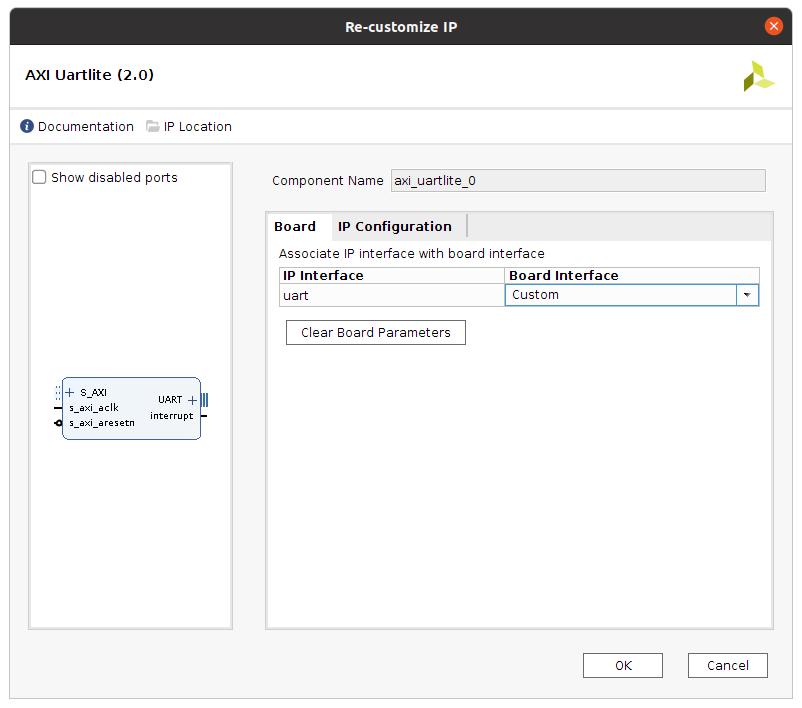 Re-customize IP
AXI Uartlite (2.0)
Documentation IP Location
Show disabled ports
S_AXI
s_axi_aclk
s_axi_aresetn
UART
interrupt
Component Name axi_uartlite_0
Board IP Configuration
Associate IP interface with board interface
IP Interface Board Interface
uart Custom
Clear Board Parameters
OK Cancel